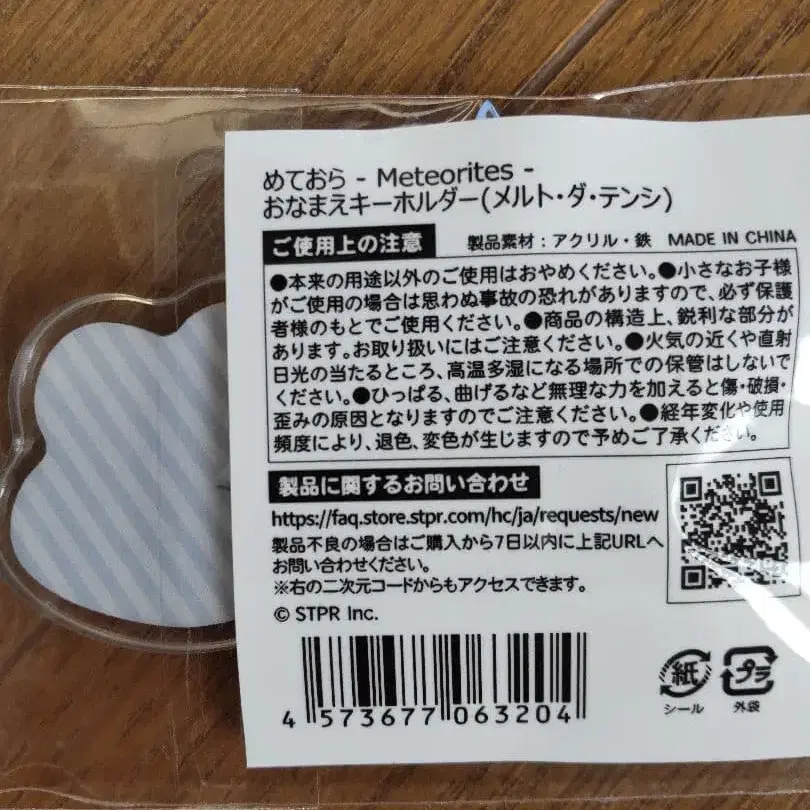 めておら - Meteorites -
おなまえキーホルダー(メルト・ダ・テンシ)
ご使用上の注意 製品素材：アクリル・鉄 MADE IN CHINA
●本来の用途以外のご使用はおやめください。●小さなお子様
がご使用の場合は思わぬ事故の恐れがありますので、必ず保護
者様のもとでご使用ください。●商品の構造上、鋭利な部分が
あります。お取り扱いにはご注意ください。●火気の近くや直射
日光の当たるところ、高温多湿になる場所での保管はしないで
ください。●ひっぱる、曲げるなど無理な力を加えると傷・破損・
歪みの原因となりますのでご注意ください。●経年変化や使用
頻度により、退色、変色が生じますので予めご了承ください。
製品に関するお問い合わせ
https://faq.store.stpr.com/hc/ja/requests/new
製品不良の場合はご購入から7日以内に上記URLへ
お問い合わせください。
※右の二次元コードからもアクセスできます。
© STPR Inc.
4 573677 063204
紙 プラ
シール 外袋